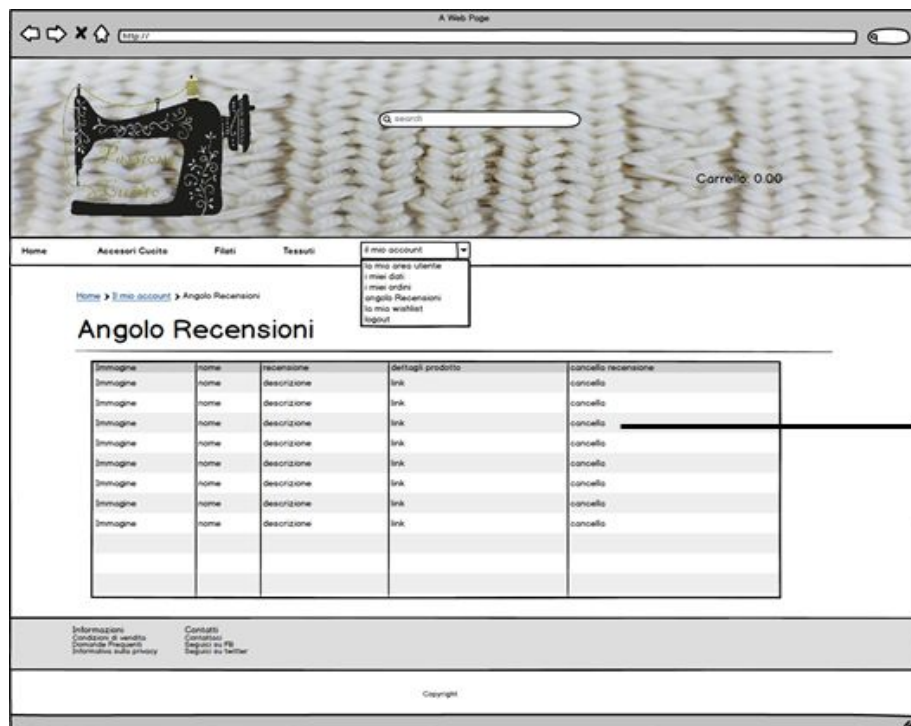 A Web Page
http://
search
Passione
Cucito
Carrello: 0.00
Home Accesori Cucito Filati Tessuti il mio account
la mia area utente
i miei dati
i miei ordini
angolo Recensioni
la mia wishlist
logout
Home Il mio account Angolo Recensioni
Angolo Recensioni
Immagine nome recensione dettagli prodotto cancella recensione
Immagine nome descrizione link cancella
Immagine nome descrizione link cancella
Immagine nome descrizione link cancella
Immagine nome descrizione link cancella
Immagine nome descrizione link cancella
Immagine nome descrizione link cancella
Immagine nome descrizione link cancella
Immagine nome descrizione link cancella
Informazioni Contatti
Condizioni di vendita Contattaci
Domande Frequenti Seguici su FB
Informativa sulla privacy Seguici su twitter
Copyright